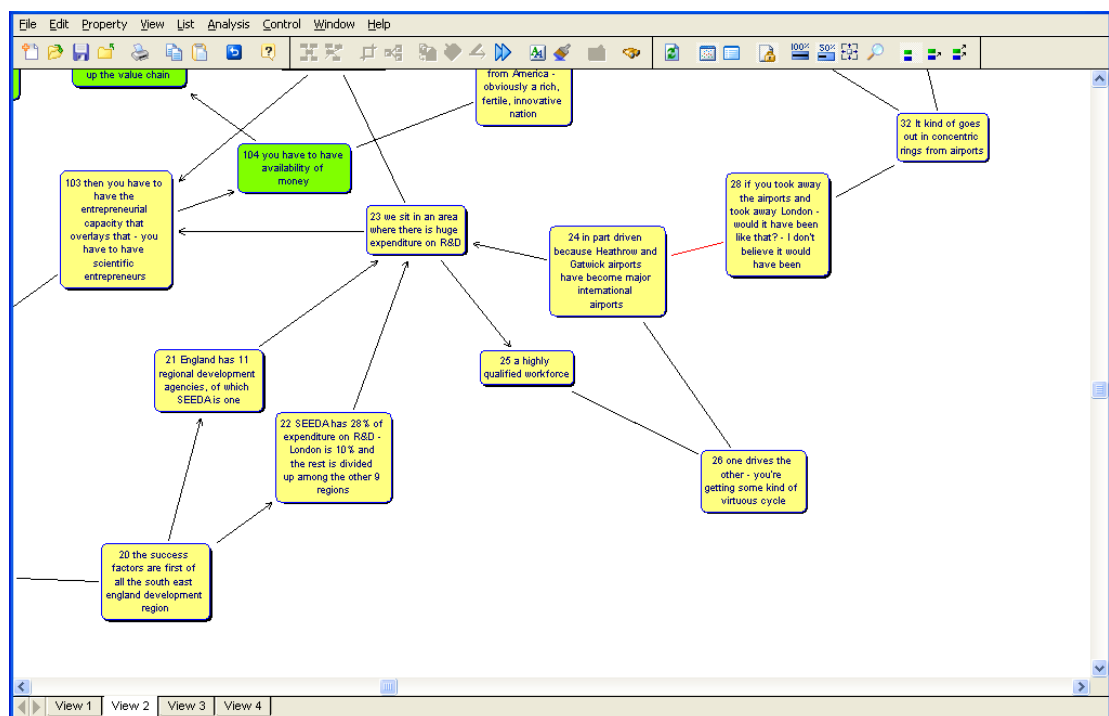 File Edit Property View List Analysis Control Window Help
100% 50%
up the value chain
from America -
obviously a rich,
fertile, innovative
nation
32 It kind of goes
out in concentric
rings from airports
104 you have to have
availability of
money
103 then you have to
have the
entrepreneurial
capacity that
overlays that - you
have to have
scientific
entrepreneurs
28 if you took away
the airports and
took away London -
would it have been
like that? - I don't
believe it would
have been
23 we sit in an area
where there is huge
expenditure on R&D
24 in part driven
because Heathrow and
Gatwick airports
have become major
international
airports
21 England has 11
regional development
agencies, of which
SEEDA is one
25 a highly
qualified workforce
22 SEEDA has 28% of
expenditure on R&D -
London is 10% and
the rest is divided
up among the other 9
regions
26 one drives the
other - you're
getting some kind of
virtuous cycle
20 the success
factors are first of
all the south east
england development
region
View 1 View 2 View 3 View 4